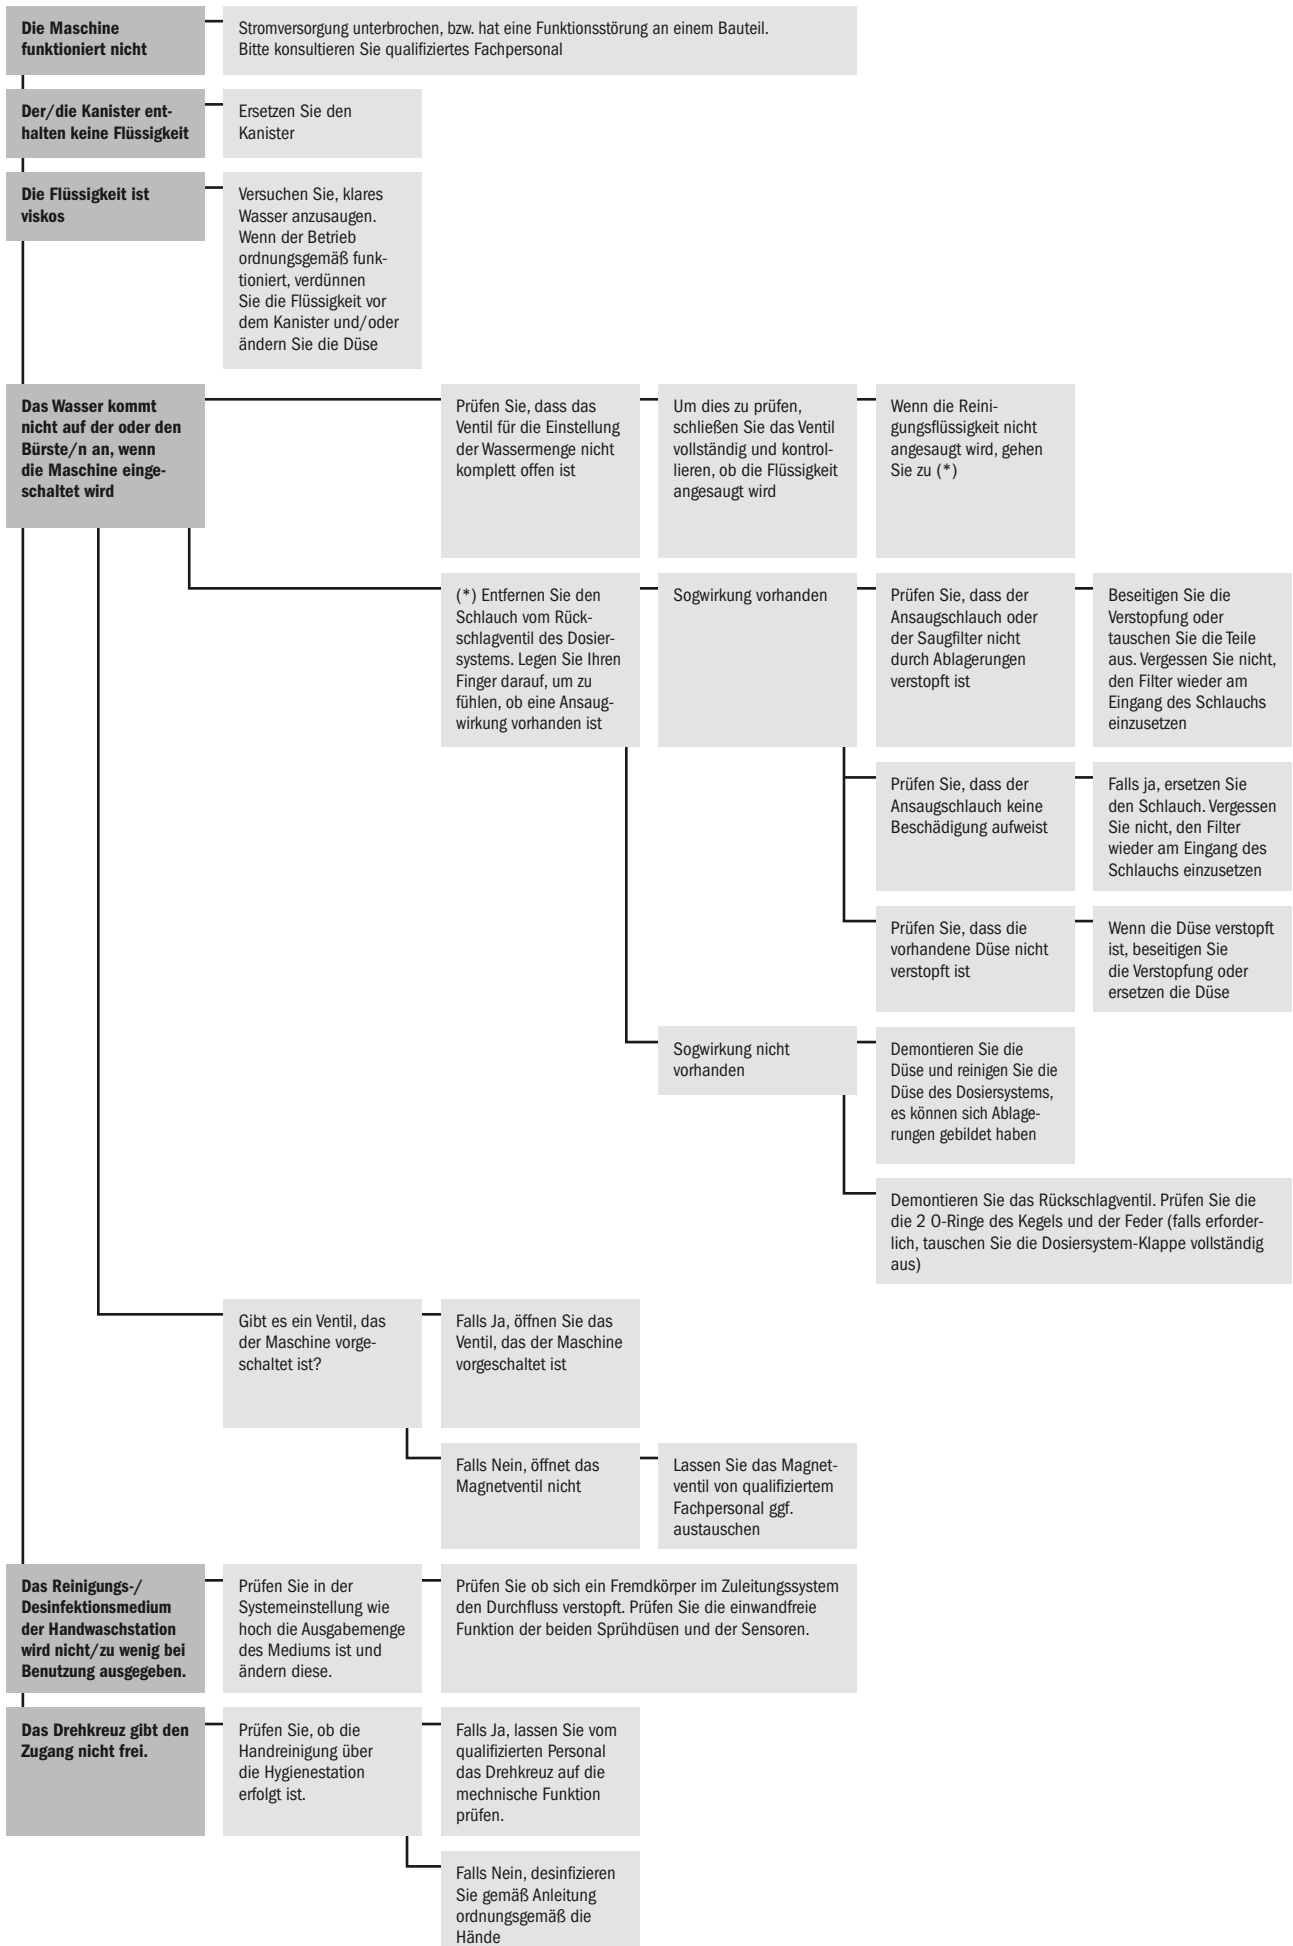 Die Maschine
funktioniert nicht
Stromversorgung unterbrochen, bzw. hat eine Funktionsstörung an einem Bauteil.
Bitte konsultieren Sie qualifiziertes Fachpersonal
Der/die Kanister ent-
halten keine Flüssigkeit
Ersetzen Sie den
Kanister
Die Flüssigkeit ist
viskos
Versuchen Sie, klares
Wasser anzusaugen.
Wenn der Betrieb
ordnungsgemäß funk-
tioniert, verdünnen
Sie die Flüssigkeit vor
dem Kanister und/oder
ändern Sie die Düse
Das Wasser kommt
nicht auf der oder den
Bürste/n an, wenn
die Maschine einge-
schaltet wird
Prüfen Sie, dass das
Ventil für die Einstellung
der Wassermenge nicht
komplett offen ist
Um dies zu prüfen,
schließen Sie das Ventil
vollständig und kontrol-
lieren, ob die Flüssigkeit
angesaugt wird
Wenn die Reini-
gungsflüssigkeit nicht
angesaugt wird, gehen
Sie zu (*)
(*) Entfernen Sie den
Schlauch vom Rück-
schlagventil des Dosier-
systems. Legen Sie Ihren
Finger darauf, um zu
fühlen, ob eine Ansaug-
wirkung vorhanden ist
Sogwirkung vorhanden
Prüfen Sie, dass der
Ansaugschlauch oder
der Saugfilter nicht
durch Ablagerungen
verstopft ist
Beseitigen Sie die
Verstopfung oder
tauschen Sie die Teile
aus. Vergessen Sie nicht,
den Filter wieder am
Eingang des Schlauchs
einzusetzen
Prüfen Sie, dass der
Ansaugschlauch keine
Beschädigung aufweist
Falls ja, ersetzen Sie
den Schlauch. Vergessen
Sie nicht, den Filter
wieder am Eingang des
Schlauchs einzusetzen
Prüfen Sie, dass die
vorhandene Düse nicht
verstopft ist
Wenn die Düse verstopft
ist, beseitigen Sie
die Verstopfung oder
ersetzen die Düse
Sogwirkung nicht
vorhanden
Demontieren Sie die
Düse und reinigen Sie die
Düse des Dosiersystems,
es können sich Ablage-
rungen gebildet haben
Demontieren Sie das Rückschlagventil. Prüfen Sie die
die 2 O-Ringe des Kegels und der Feder (falls erforder-
lich, tauschen Sie die Dosiersystem-Klappe vollständig
aus)
Gibt es ein Ventil, das
der Maschine vorge-
schaltet ist?
Falls Ja, öffnen Sie das
Ventil, das der Maschine
vorgeschaltet ist
Falls Nein, öffnet das
Magnetventil nicht
Lassen Sie das Magnet-
ventil von qualifiziertem
Fachpersonal ggf.
austauschen
Das Reinigungs-/
Desinfektionsmedium
der Handwaschstation
wird nicht/zu wenig bei
Benutzung ausgegeben.
Prüfen Sie in der
Systemeinstellung wie
hoch die Ausgabemenge
des Mediums ist und
ändern diese.
Prüfen Sie ob sich ein Fremdkörper im Zuleitungssystem
den Durchfluss verstopft. Prüfen Sie die einwandfreie
Funktion der beiden Sprühdüsen und der Sensoren.
Das Drehkreuz gibt den
Zugang nicht frei.
Prüfen Sie, ob die
Handreinigung über
die Hygienestation
erfolgt ist.
Falls Ja, lassen Sie vom
qualifizierten Personal
das Drehkreuz auf die
mechnische Funktion
prüfen.
Falls Nein, desinfizieren
Sie gemäß Anleitung
ordnungsgemäß die
Hände